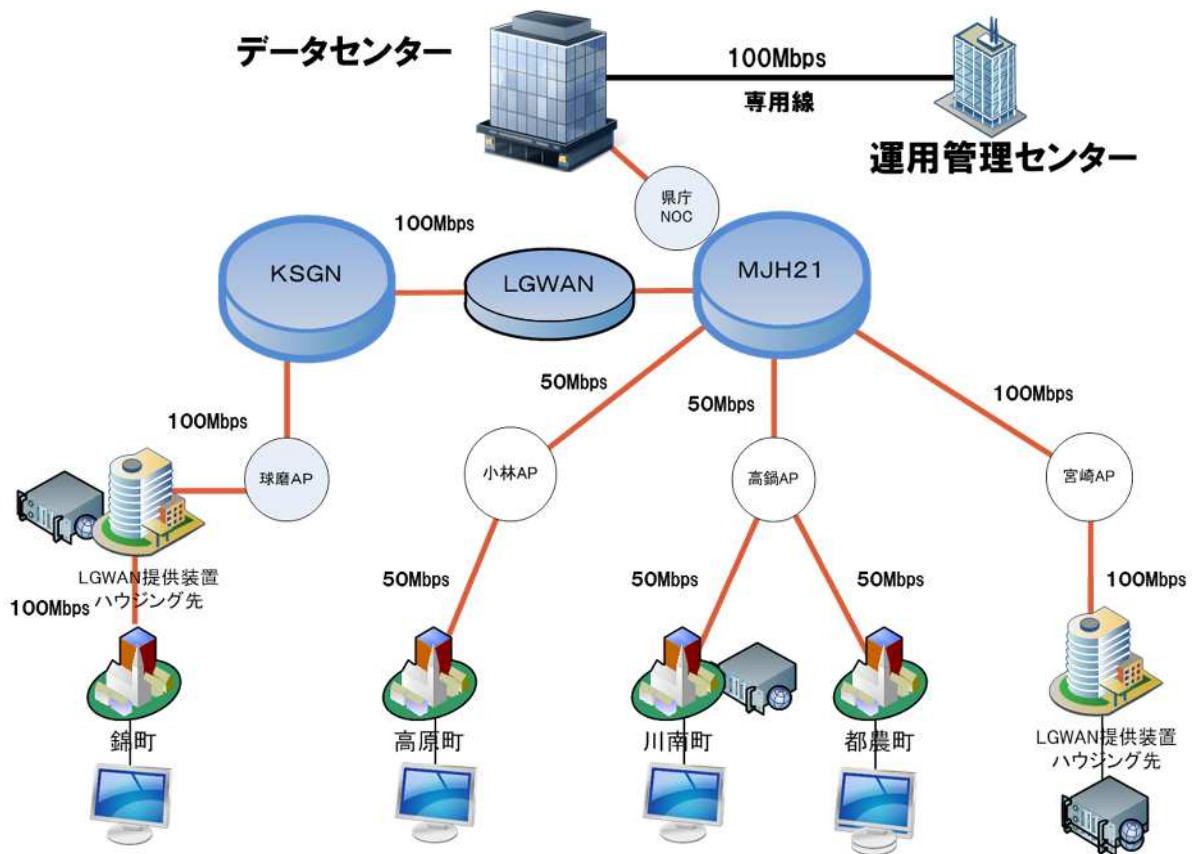 データセンター
100Mbps
専用線
運用管理センター
県庁
NOC
100Mbps
KSGN
LGWAN
MJH21
50Mbps
50Mbps
100Mbps
100Mbps
球磨AP
小林AP
高鍋AP
宮崎AP
LGWAN提供装置
ハウジング先
100Mbps
50Mbps
50Mbps
50Mbps
100Mbps
錦町
高原町
川南町
都農町
LGWAN提供装置
ハウジング先